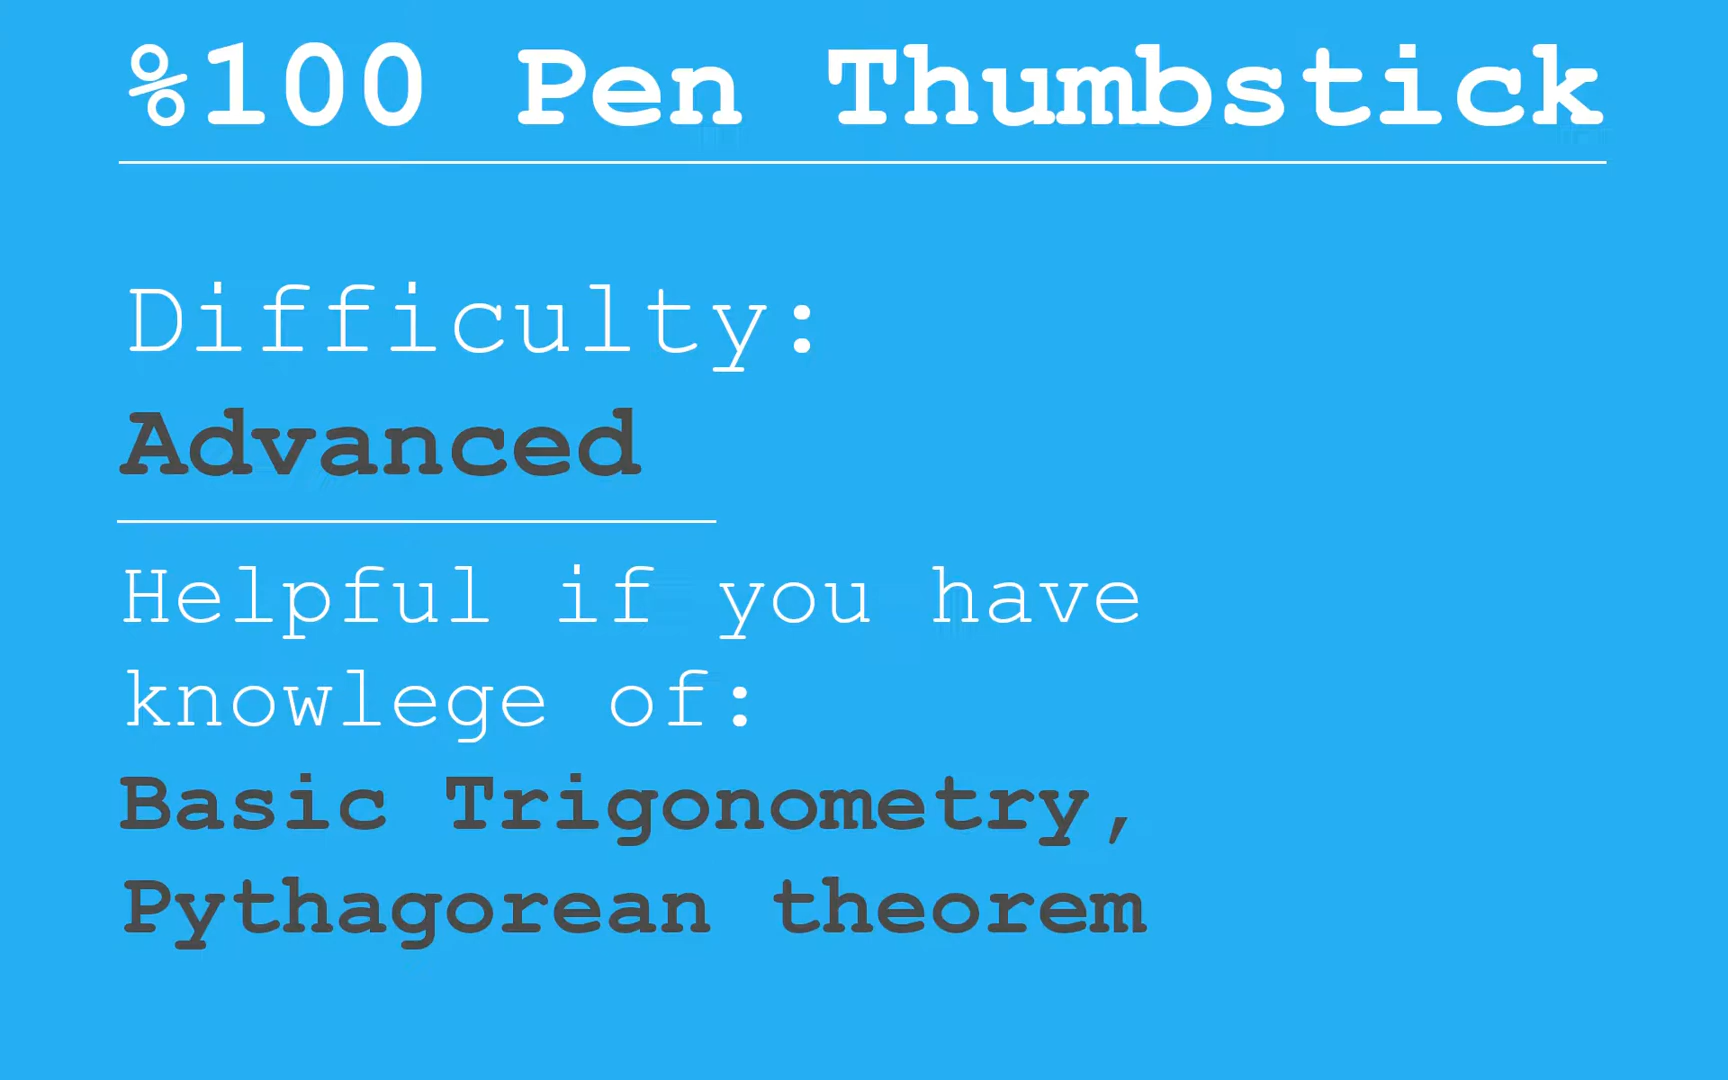 %100 Pen Thumbstick
Difficulty:
Advanced
Helpful if you have
knowlege of:
Basic Trigonometry,
Pythagorean theorem